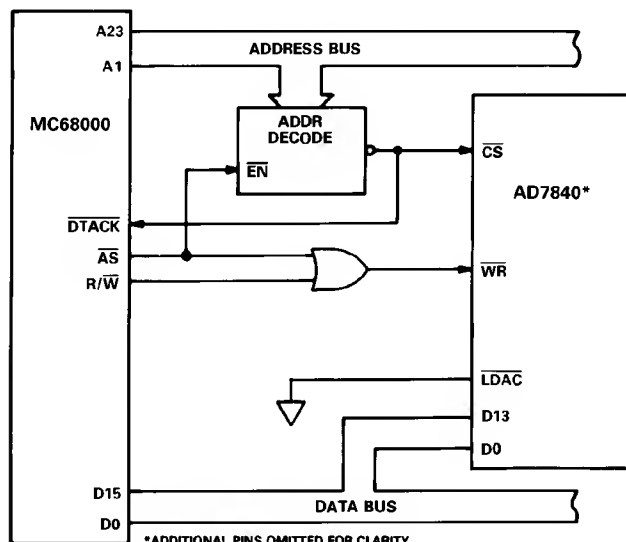 A23
ADDRESS BUS
A1
MC68000
ADDR
DECODE
EN
CS
AD7840*
DTACK
AS
R/W
WR
LDAC
D13
D0
D15
DATA BUS
D0
*ADDITIONAL PINS OMITTED FOR CLARITY